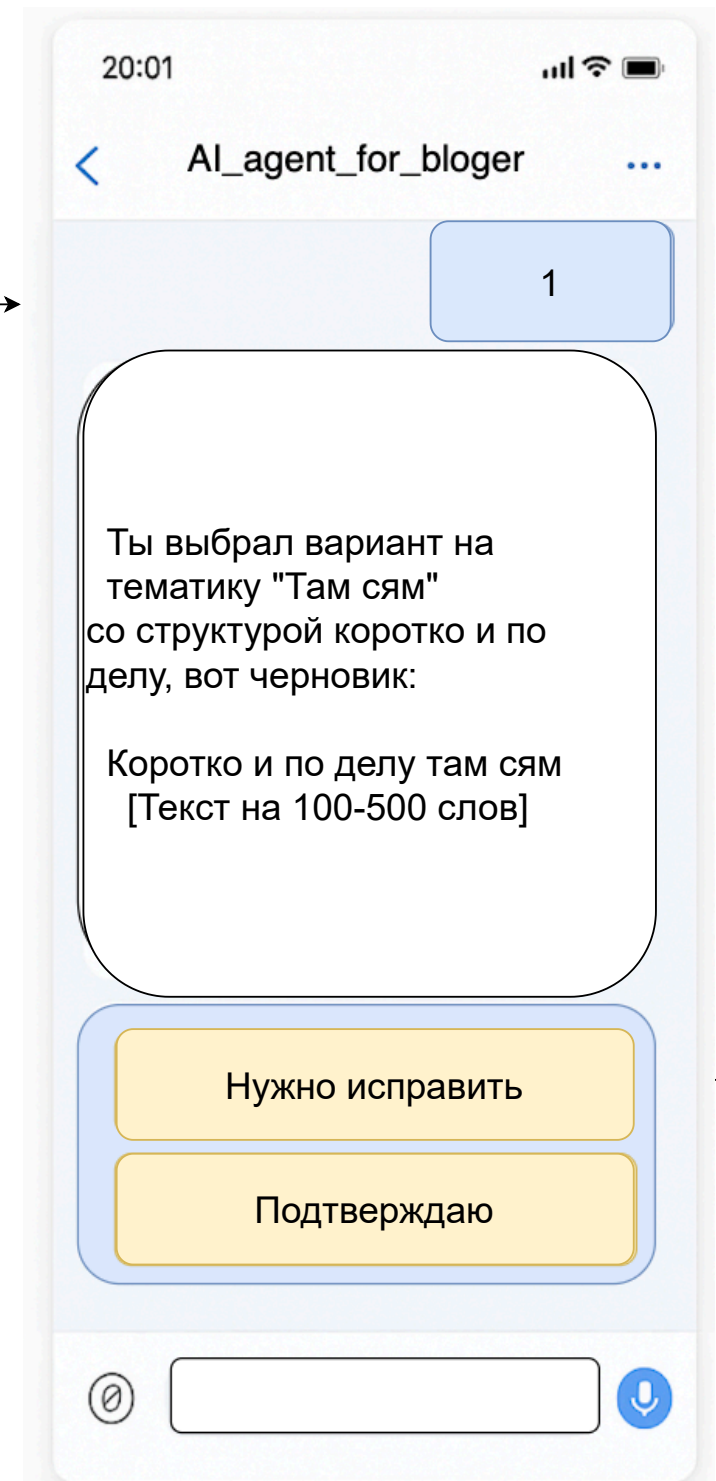 20:01
AI_agent_for_bloger
1
Ты выбрал вариант на
тематику "Там сям"
со структурой коротко и по
делу, вот черновик:
Коротко и по делу там сям
[Текст на 100-500 слов]
Нужно исправить
Подтверждаю